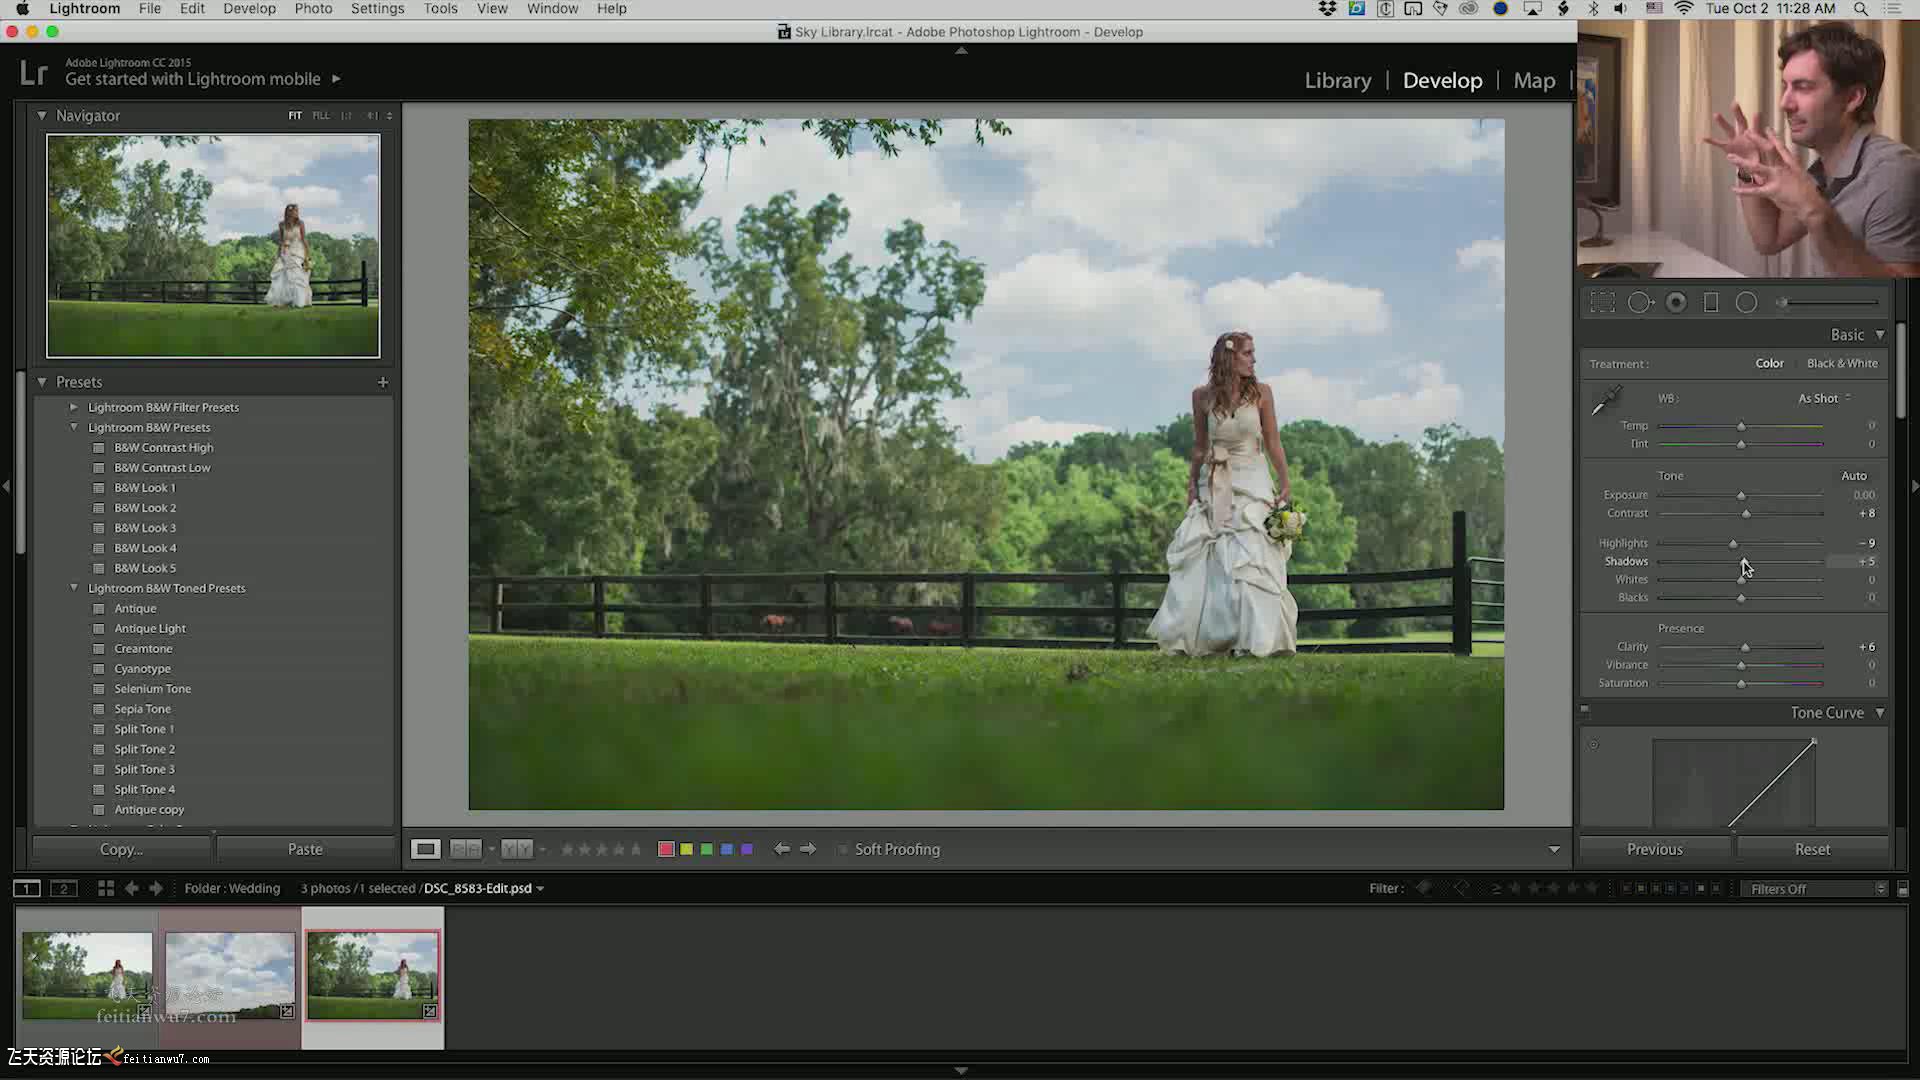 Lightroom File Edit Develop Photo Settings Tools View Window Help
Tue Oct 2 11:28 AM
Sky Library.lrcat - Adobe Photoshop Lightroom - Develop
Lr
Adobe Lightroom CC 2015
Get started with Lightroom mobile
Library | Develop | Map |
Navigator
FIT FILL 1:1 4:1
Presets +
Lightroom B&W Filter Presets
Lightroom B&W Presets
B&W Contrast High
B&W Contrast Low
B&W Look 1
B&W Look 2
B&W Look 3
B&W Look 4
B&W Look 5
Lightroom B&W Toned Presets
Antique
Antique Light
Creamtone
Cyanotype
Selenium Tone
Sepia Tone
Split Tone 1
Split Tone 2
Split Tone 3
Split Tone 4
Antique copy
Copy... Paste
Soft Proofing
Basic
Treatment : Color Black & White
WB : As Shot
Temp 0
Tint 0
Tone Auto
Exposure 0.00
Contrast + 8
Highlights − 9
Shadows + 5
Whites 0
Blacks 0
Presence
Clarity + 6
Vibrance 0
Saturation 0
Tone Curve
Previous Reset
1 2 Folder : Wedding 3 photos / 1 selected / DSC_8583-Edit.psd
Filter : ≥ Filters Off
飞天资源论坛
feitianwu7.com
飞天资源论坛 feitianwu7.com